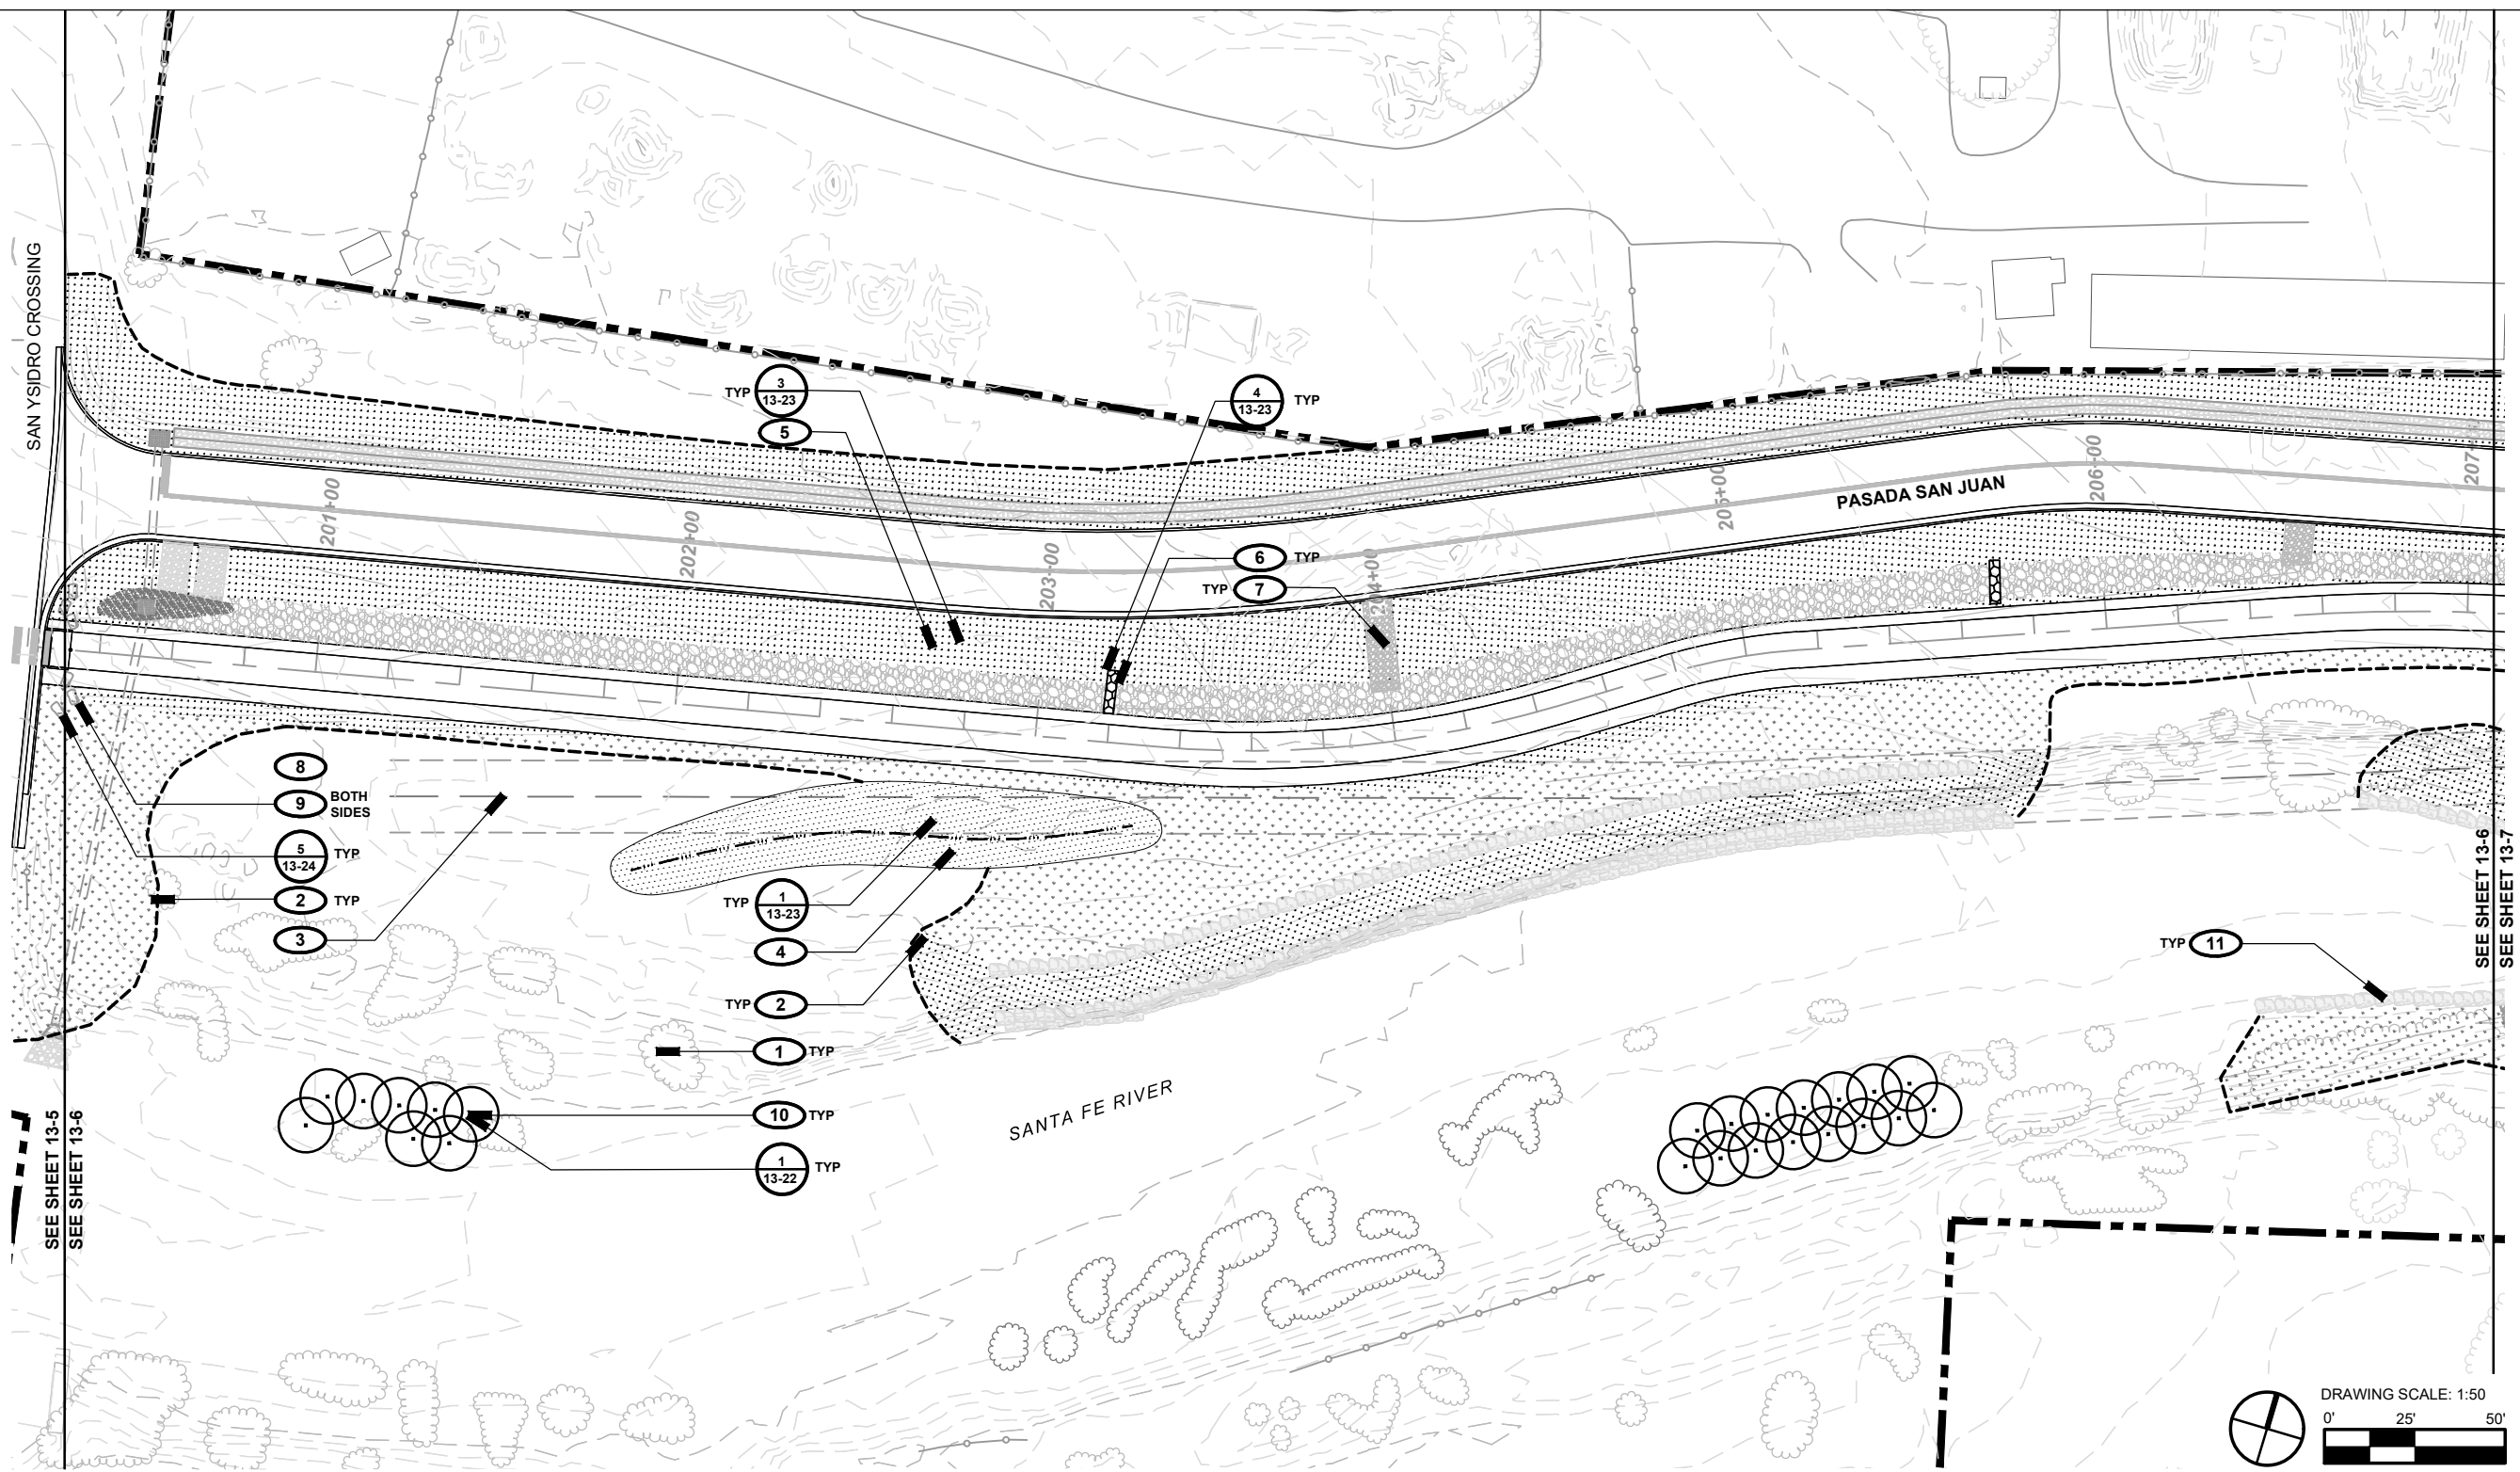 SAN YSIDRO CROSSING
TYP
3
13-23
5
4
13-23
TYP
201+00
202+00
203+00
204+00
205+00
206+00
PASADA SAN JUAN
6
TYP
TYP
7
8
9
BOTH
SIDES
5
13-24
TYP
2
TYP
3
TYP
1
13-23
4
TYP
2
1
TYP
10
TYP
1
13-22
TYP
SANTA FE RIVER
TYP
11
SEE SHEET 13-5
SEE SHEET 13-6
SEE SHEET 13-6
SEE SHEET 13-7
DRAWING SCALE: 1:50
0'
25'
50'